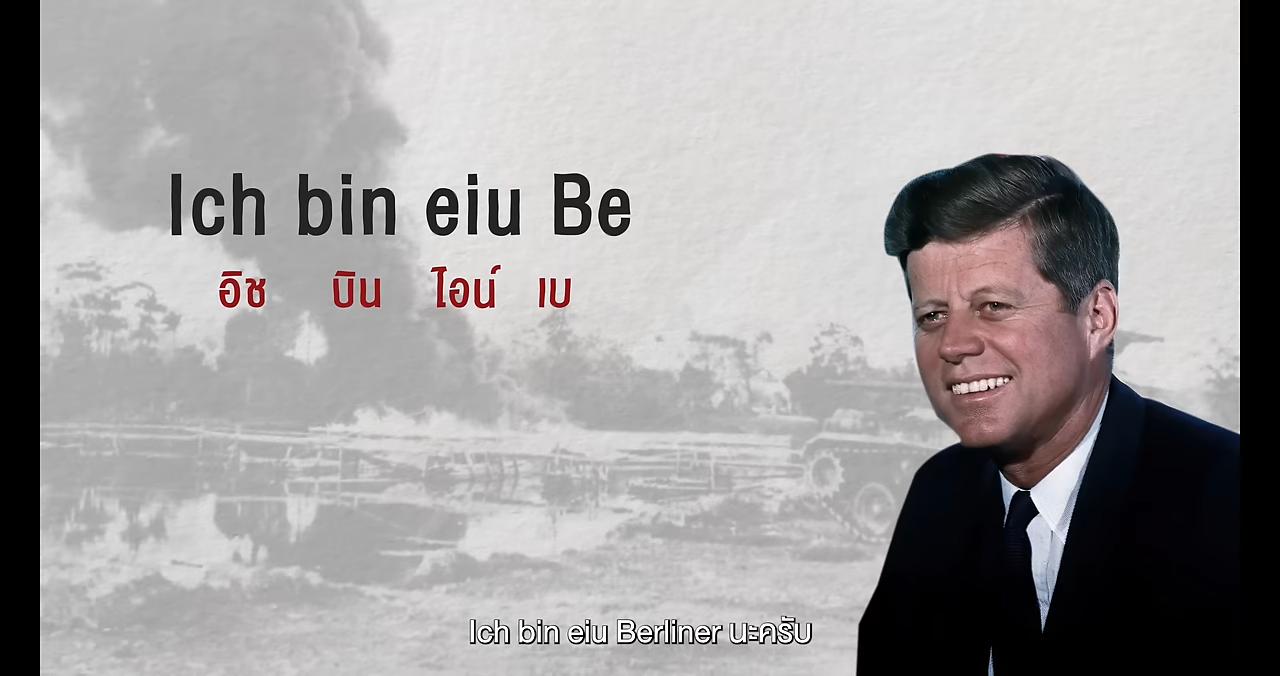 Ich bin eiu Be
อิช บิน ไอน์ เบ
Ich bin eiu Berliner นะครับ